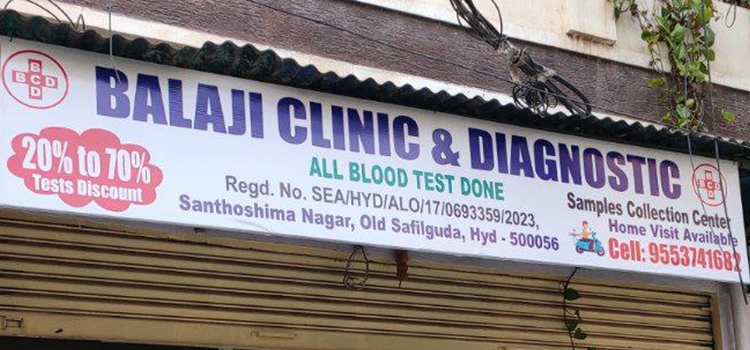 BCD
BALAJI CLINIC & DIAGNOSTIC
20% to 70%
Tests Discount
ALL BLOOD TEST DONE
Regd. No. SEA/HYD/ALO/17/0693359/2023,
Santhoshima Nagar, Old Safilguda, Hyd - 500056
BCD
Samples Collection Center
Home Visit Available
Cell: 9553741682